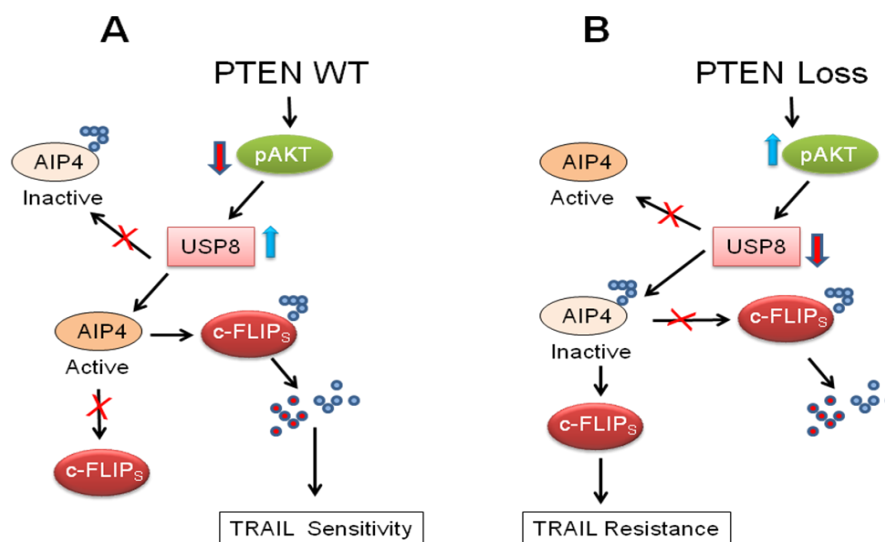 A
PTEN WT
pAKT
AIP4
Inactive
USP8
AIP4
Active
c-FLIPS
c-FLIPS
TRAIL Sensitivity
B
PTEN Loss
pAKT
AIP4
Active
USP8
AIP4
Inactive
c-FLIPS
c-FLIPS
TRAIL Resistance